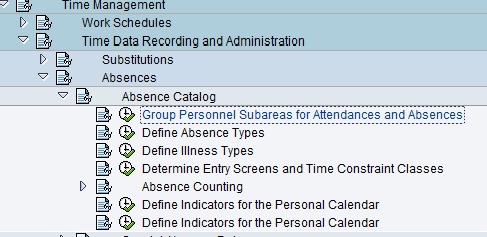 Time Management
Work Schedules
Time Data Recording and Administration
Substitutions
Absences
Absence Catalog
Group Personnel Subareas for Attendances and Absences
Define Absence Types
Define Illness Types
Determine Entry Screens and Time Constraint Classes
Absence Counting
Define Indicators for the Personal Calendar
Define Indicators for the Personal Calendar